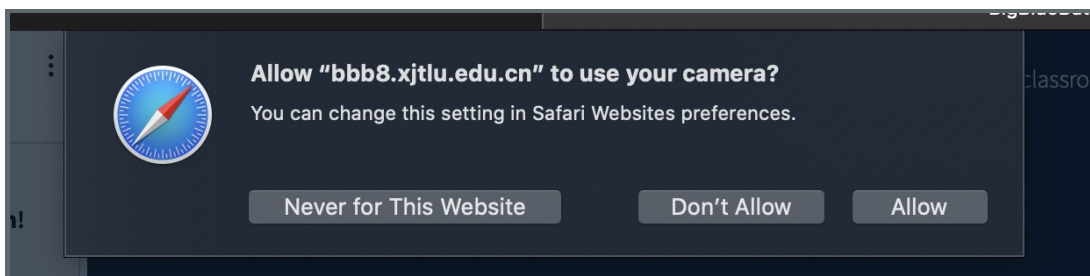 Allow “bbb8.xjtlu.edu.cn” to use your camera?
classro
You can change this setting in Safari Websites preferences.
Never for This Website
Don’t Allow
Allow